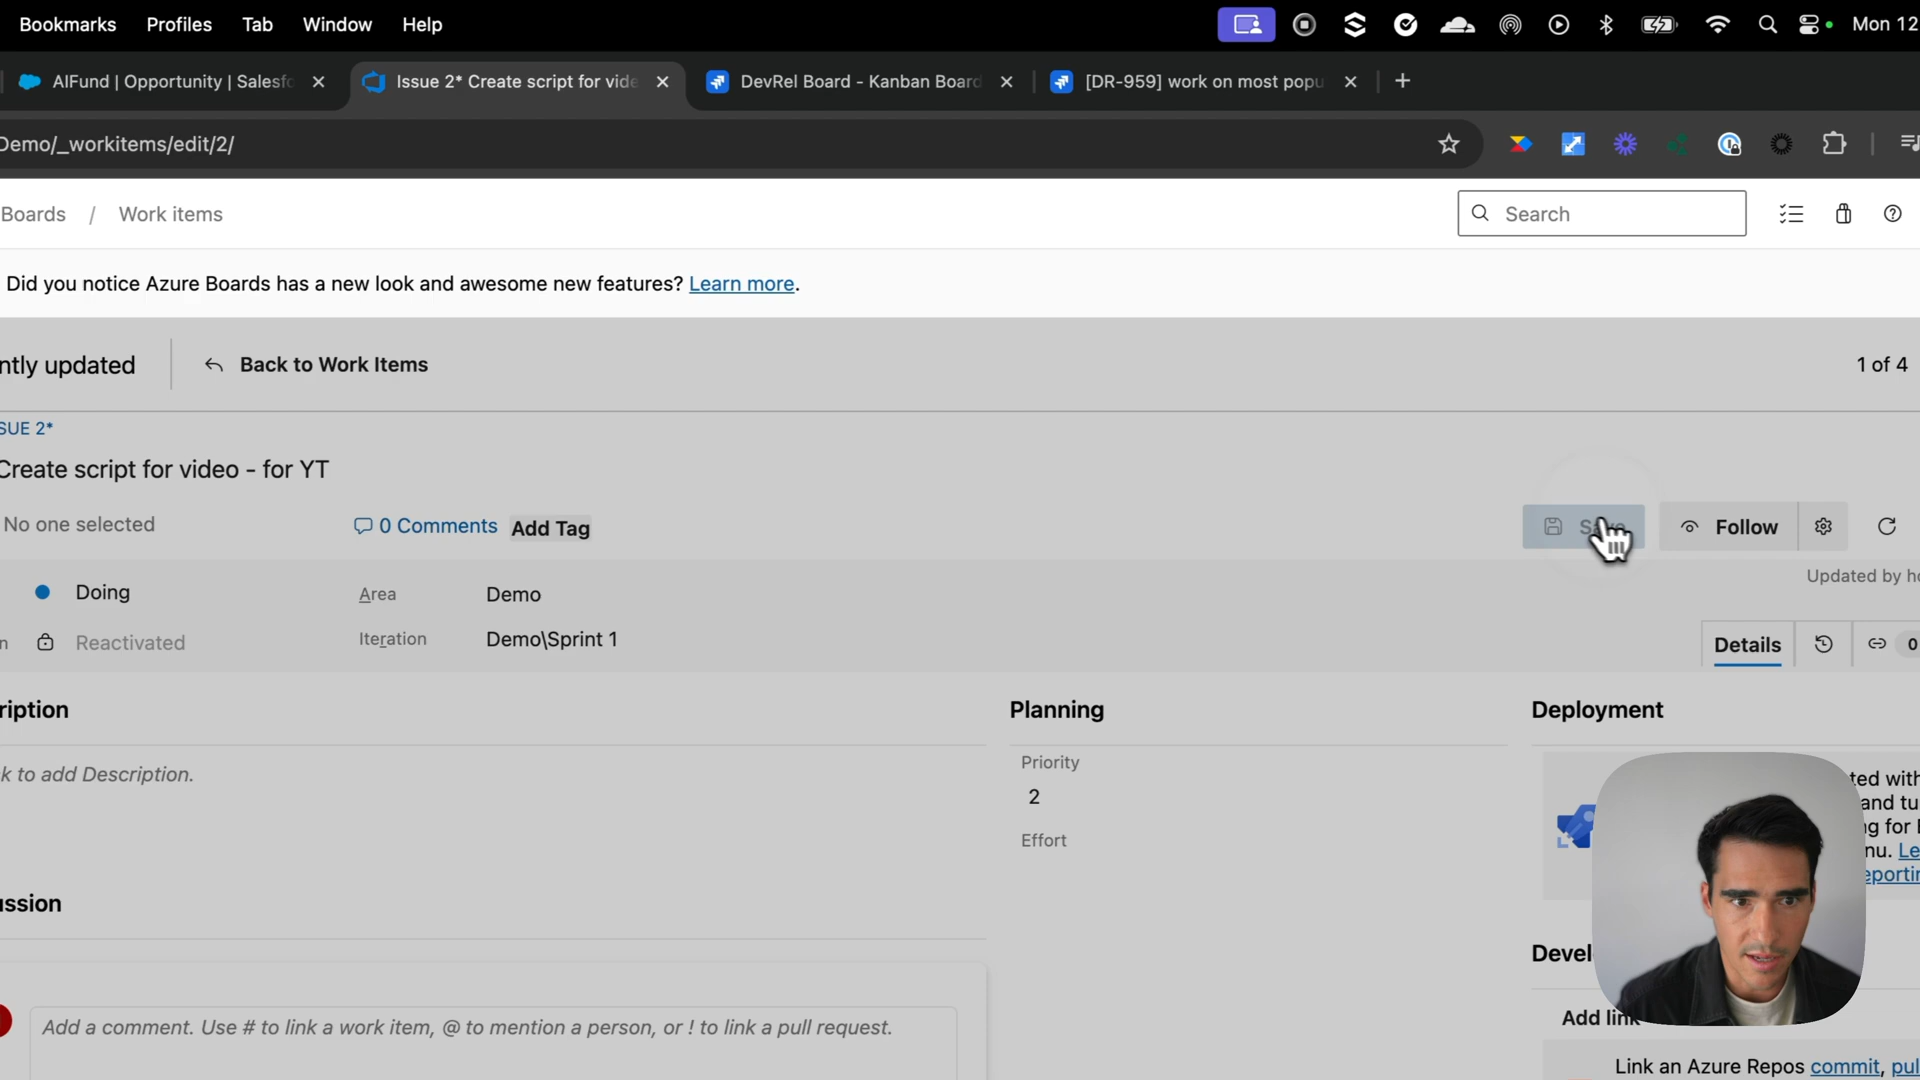 Bookmarks Profiles Tab Window Help Mon 12
AIFund | Opportunity | Salesfo
Issue 2* Create script for vide
DevRel Board - Kanban Board
[DR-959] work on most popu
Demo/_workitems/edit/2/
Boards / Work items
Search
Did you notice Azure Boards has a new look and awesome new features? Learn more.
ntly updated
Back to Work Items
1 of 4
SUE 2*
Create script for video - for YT
No one selected
0 Comments
Add Tag
Follow
Updated by ho
Doing
Area
Demo
n
Reactivated
Iteration
Demo\Sprint 1
Details
0
ription
Planning
Deployment
k to add Description.
Priority
2
Effort
ted with
and tu
ng for
nu. Le
eportin
ussion
Devel
Add a comment. Use # to link a work item, @ to mention a person, or ! to link a pull request.
Add link
Link an Azure Repos commit, pul